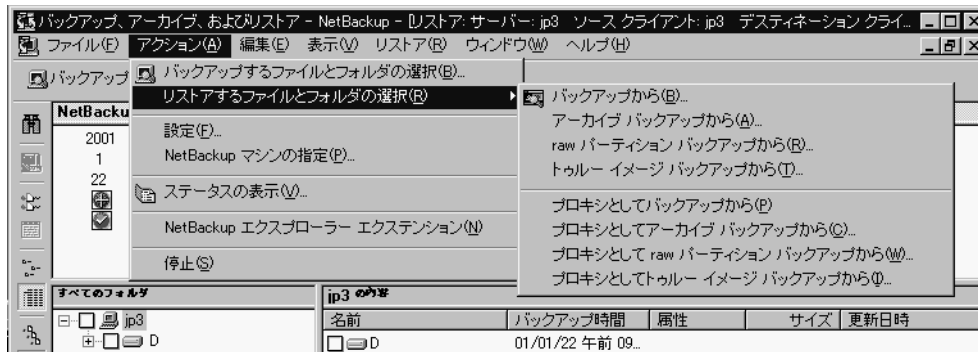 バックアップ、アーカイブ、およびリストア - NetBackup - [リストア: サーバー: jp3 ソース クライアント: jp3 デスティネーション クライ...
ファイル(F) アクション(A) 編集(E) 表示(V) リストア(R) ウィンドウ(W) ヘルプ(H)
バックアップ
バックアップするファイルとフォルダの選択(B)...
リストアするファイルとフォルダの選択(R)
設定(F)...
NetBackup マシンの指定(P)...
ステータスの表示(V)...
NetBackup エクスプローラー エクステンション(N)
停止(S)
バックアップから(B)...
アーカイブ バックアップから(A)...
raw パーティション バックアップから(R)...
トゥルー イメージ バックアップから(T)...
プロキシとしてバックアップから(P)
プロキシとしてアーカイブ バックアップから(C)...
プロキシとして raw パーティション バックアップから(W)...
プロキシとしてトゥルー イメージ バックアップから(I)...
NetBacku
2001
1
22
すべてのフォルダ
jp3
D
jp3 の内容
名前 バックアップ時間 属性 サイズ 更新日時
D 01/01/22 午前 09...